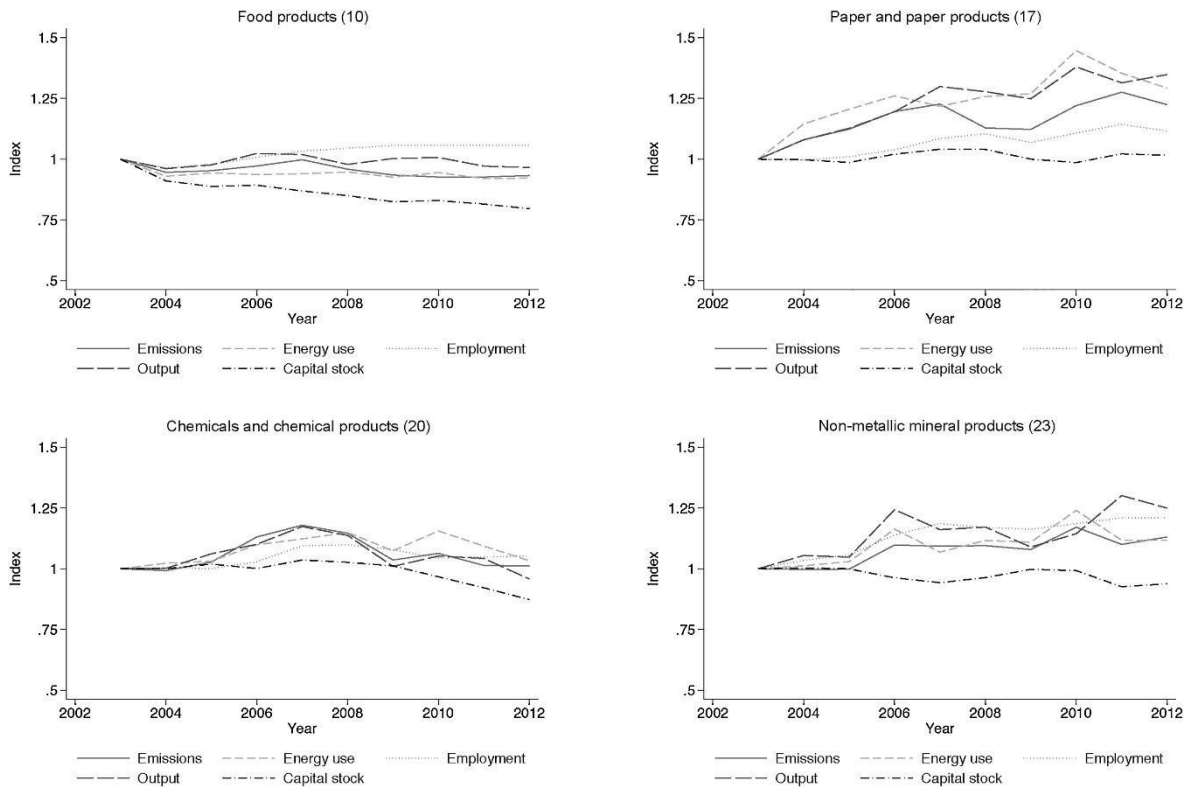 Food products (10)
1.5
1.25
1
.75
.5
Index
2002 2004 2006 2008 2010 2012
Year
Emissions Energy use Employment
Output Capital stock
Paper and paper products (17)
1.5
1.25
1
.75
.5
Index
2002 2004 2006 2008 2010 2012
Year
Emissions Energy use Employment
Output Capital stock
Chemicals and chemical products (20)
1.5
1.25
1
.75
.5
Index
2002 2004 2006 2008 2010 2012
Year
Emissions Energy use Employment
Output Capital stock
Non-metallic mineral products (23)
1.5
1.25
1
.75
.5
Index
2002 2004 2006 2008 2010 2012
Year
Emissions Energy use Employment
Output Capital stock